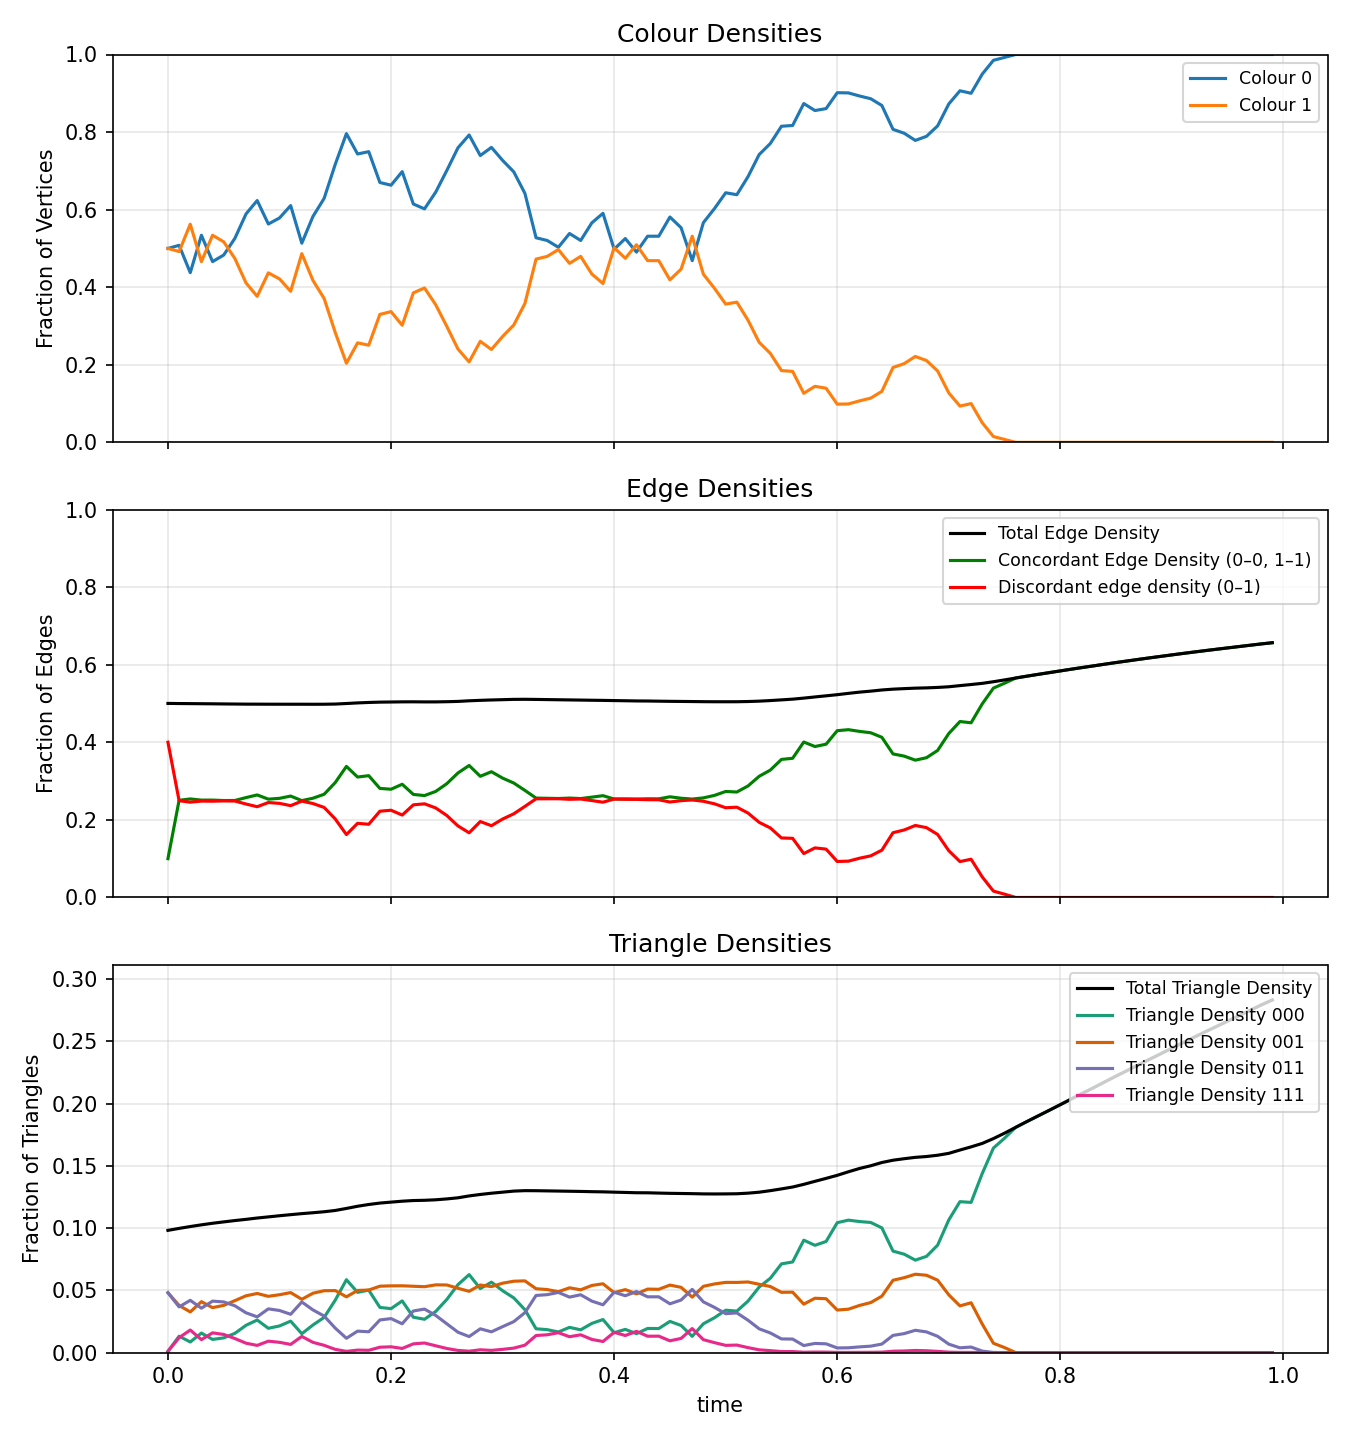 Colour Densities
1.0
0.8
0.6
0.4
0.2
0.0
Fraction of Vertices
Colour 0
Colour 1
Edge Densities
1.0
0.8
0.6
0.4
0.2
0.0
Fraction of Edges
Total Edge Density
Concordant Edge Density (0–0, 1–1)
Discordant edge density (0–1)
Triangle Densities
0.30
0.25
0.20
0.15
0.10
0.05
0.00
Fraction of Triangles
Total Triangle Density
Triangle Density 000
Triangle Density 001
Triangle Density 011
Triangle Density 111
0.0 0.2 0.4 0.6 0.8 1.0
time